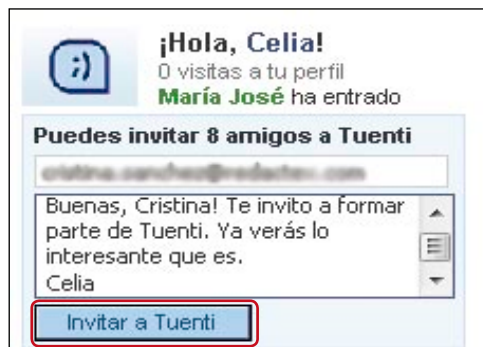 ;)
¡Hola, Celia!
0 visitas a tu perfil
María José ha entrado
Puedes invitar 8 amigos a Tuenti
Buenas, Cristina! Te invito a formar
parte de Tuenti. Ya verás lo
interesante que es.
Celia
Invitar a Tuenti